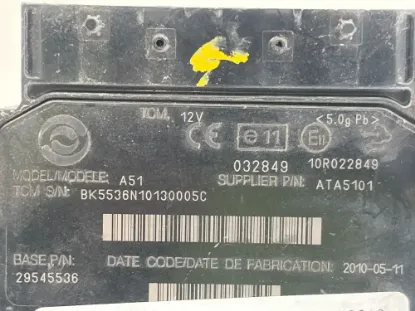 TCM, 12V
CE e11 E11 <5.0g Pb>
032849 10R022849
MODEL/MODELE: A51 SUPPLIER P/N: ATA5101
TCM S/N: BK5536N10130005C
BASE P/N: DATE CODE/DATE DE FABRICATION: 2010-05-11
29545536